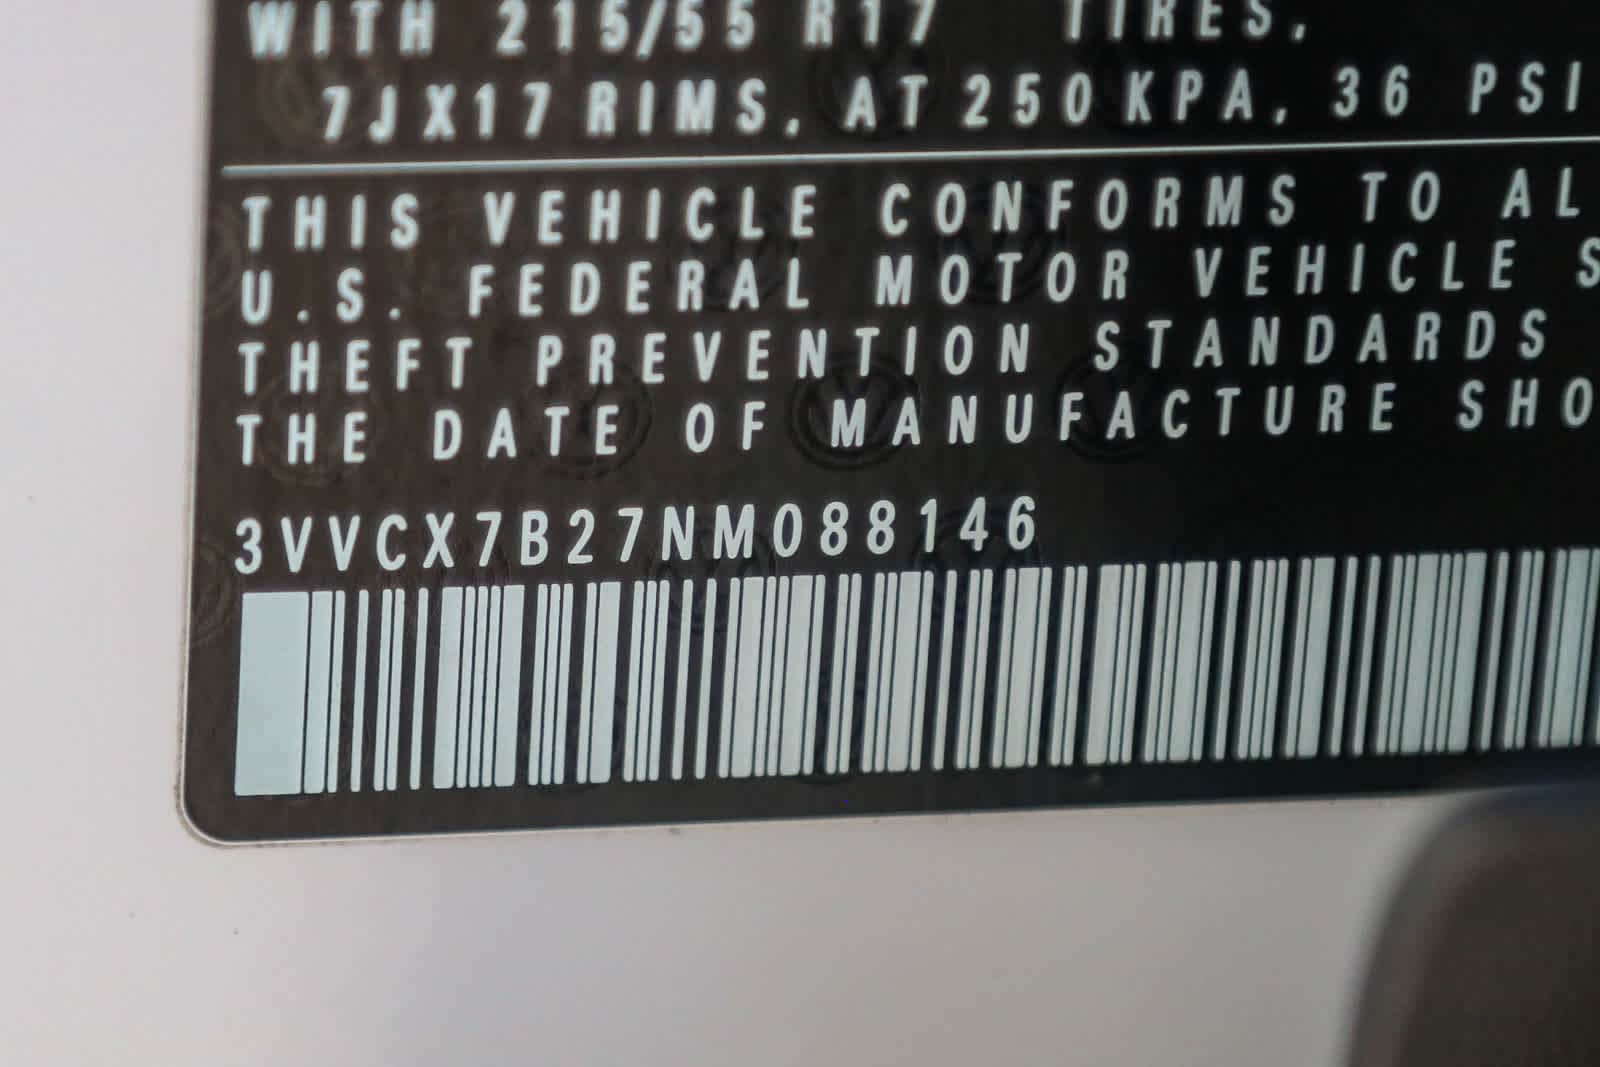 WITH 215/55 R17 TIRES,
7JX17 RIMS, AT 250 KPA, 36 PSI
THIS VEHICLE CONFORMS TO AL
U.S. FEDERAL MOTOR VEHICLE S
THEFT PREVENTION STANDARDS
THE DATE OF MANUFACTURE SHO
3VVCX7B27NM088146